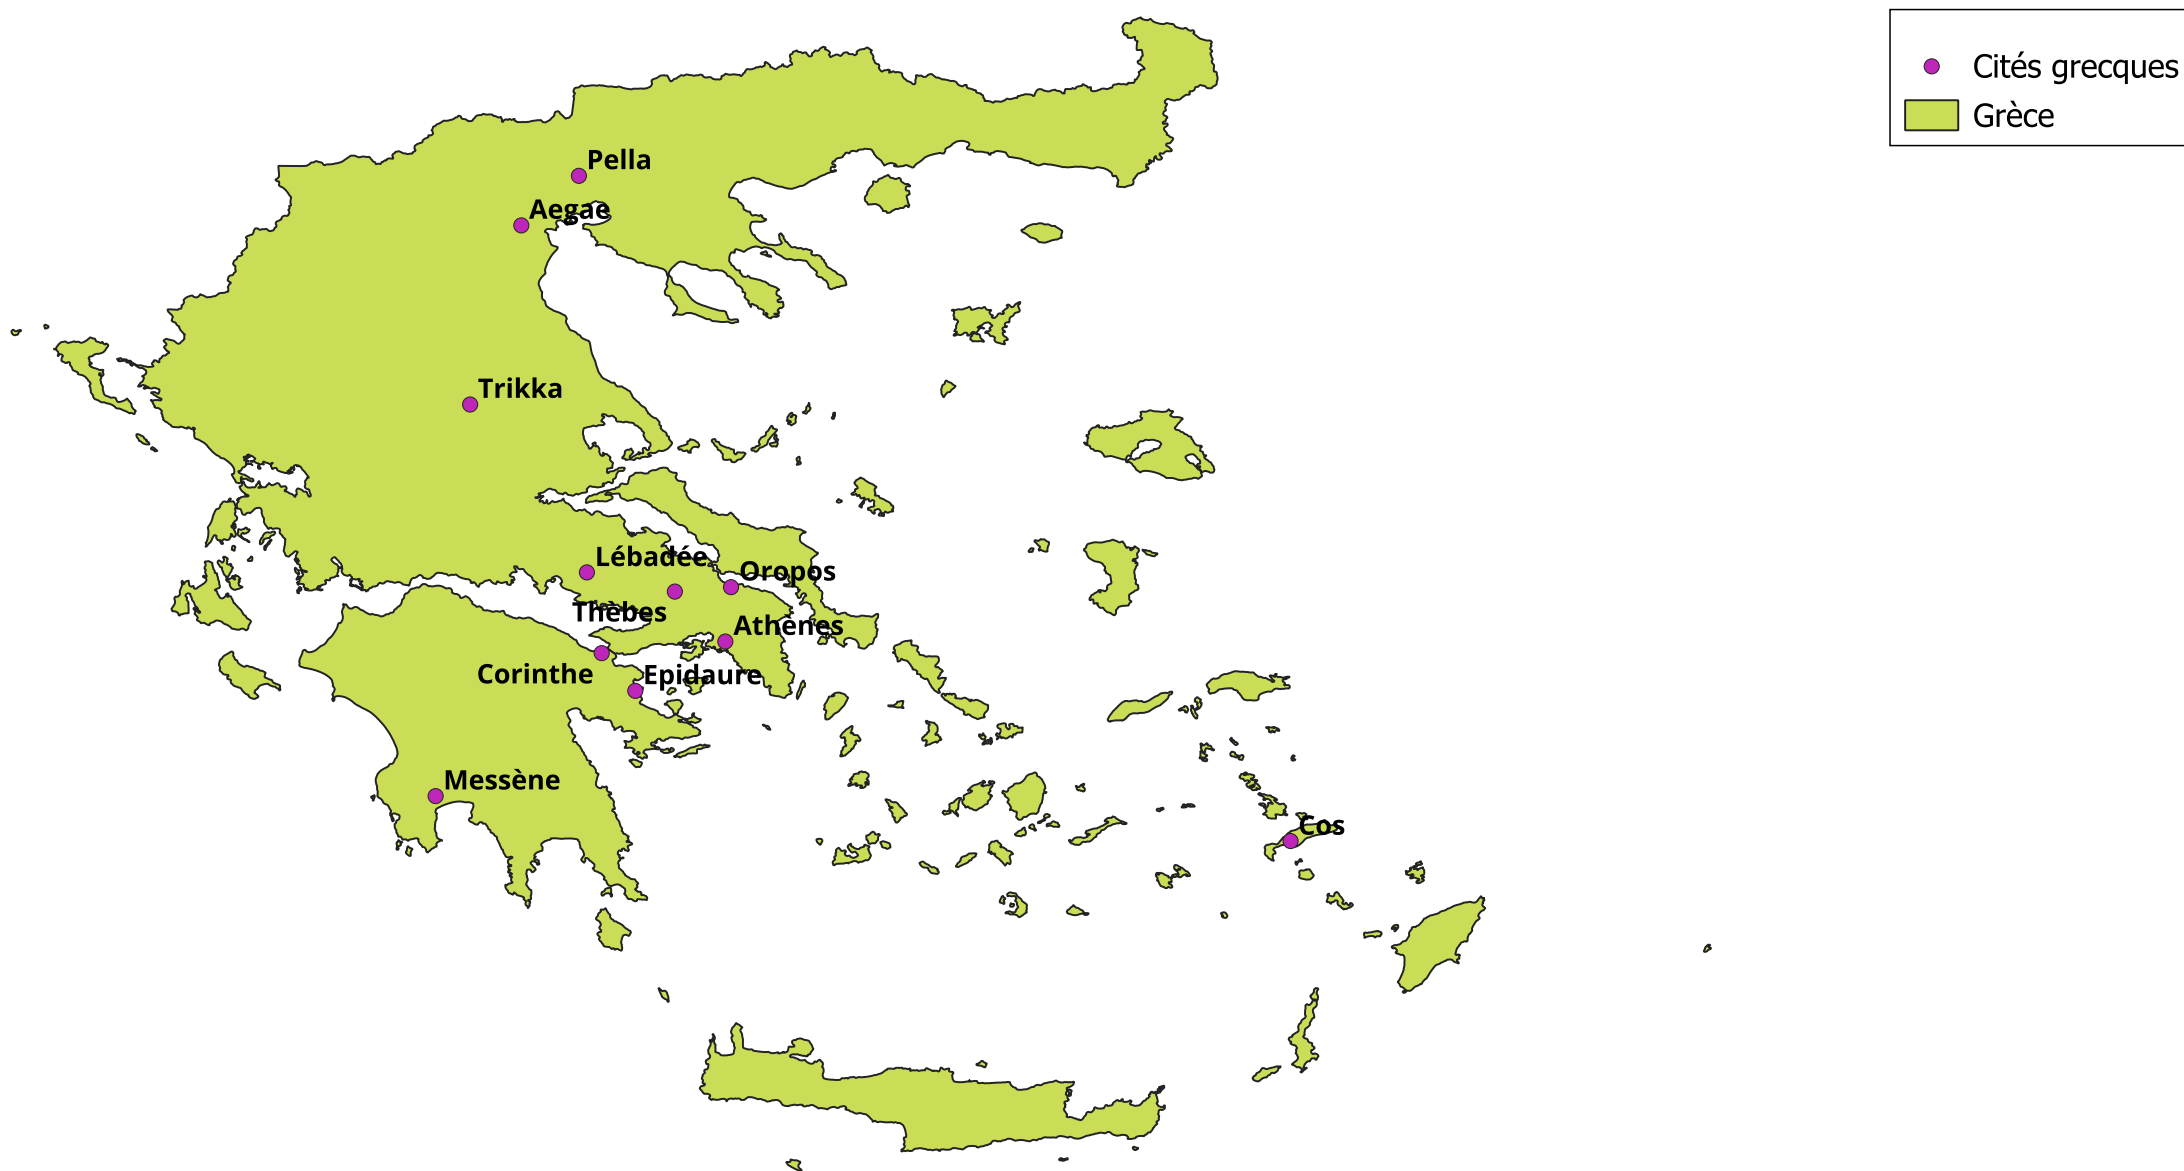 Cités grecques
Grèce
Pella
Aegae
Trikka
Lébadée
Oropos
Thèbes
Athènes
Corinthe
Epidaure
Messène
Cos